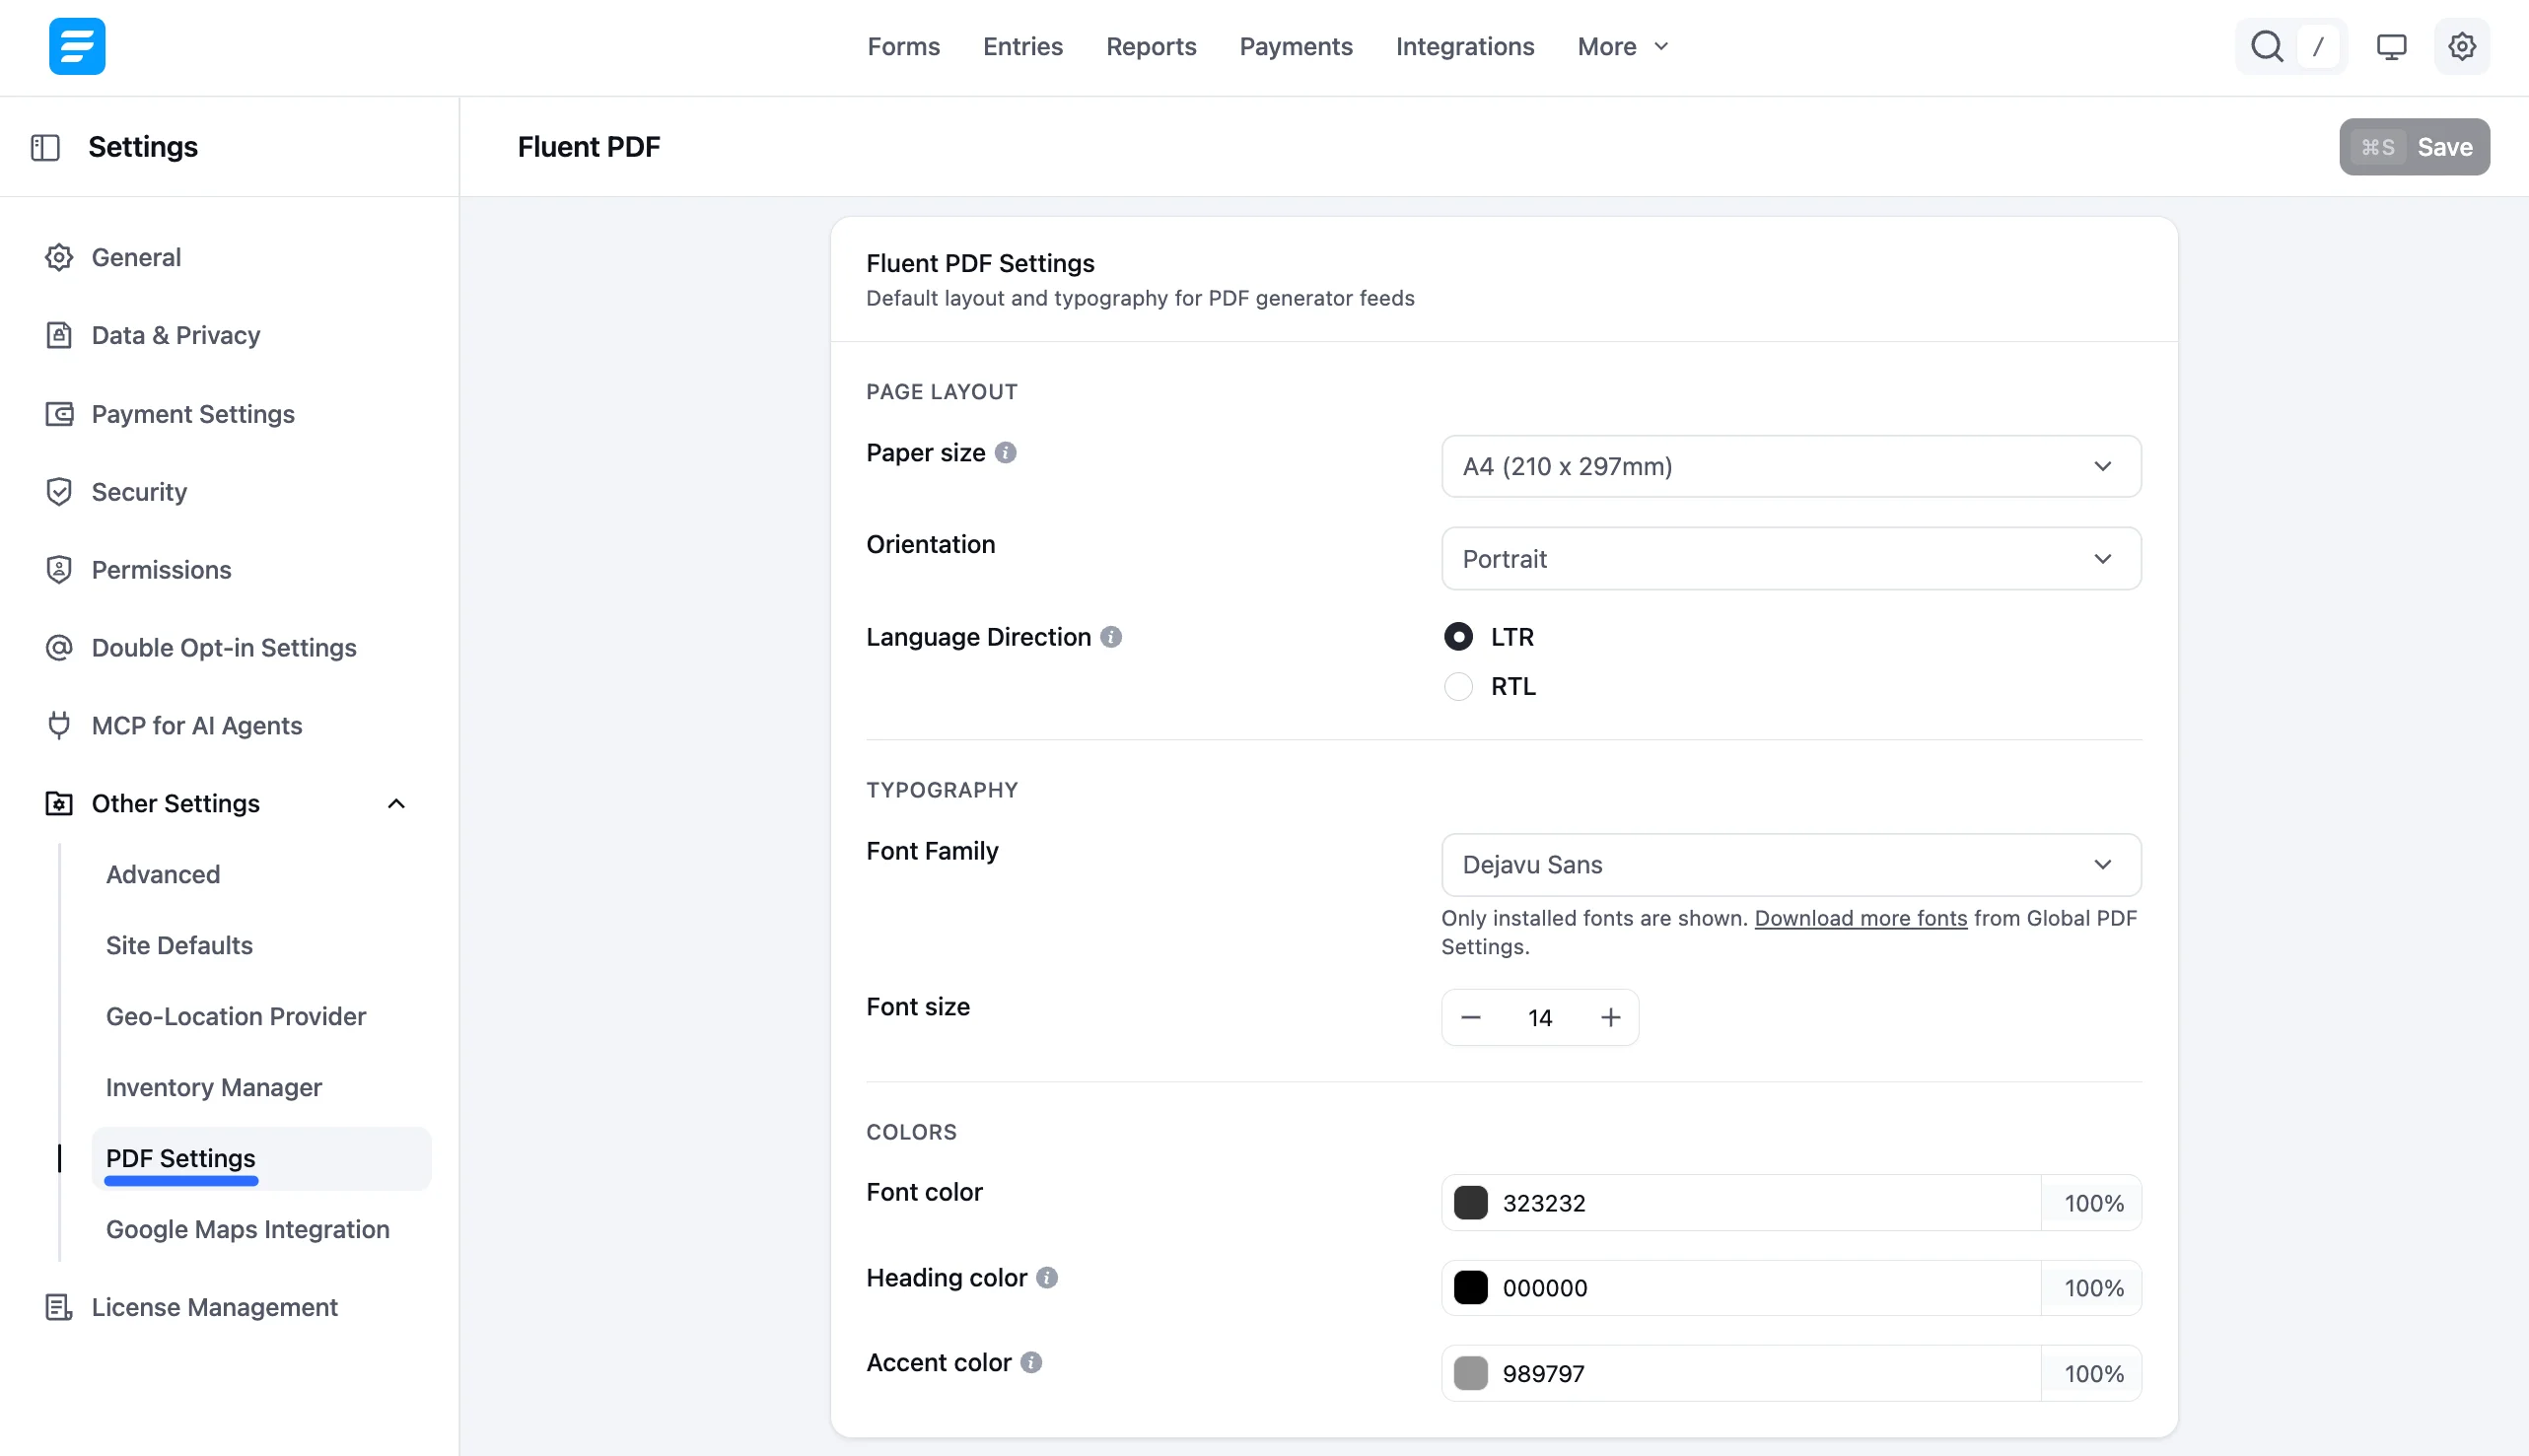 Forms Entries Reports Payments Integrations More /
Settings
Fluent PDF
⌘S Save
General
Data & Privacy
Payment Settings
Security
Permissions
Double Opt-in Settings
MCP for AI Agents
Other Settings
Advanced
Site Defaults
Geo-Location Provider
Inventory Manager
PDF Settings
Google Maps Integration
License Management
Fluent PDF Settings
Default layout and typography for PDF generator feeds
PAGE LAYOUT
Paper size
A4 (210 x 297mm)
Orientation
Portrait
Language Direction
LTR
RTL
TYPOGRAPHY
Font Family
Dejavu Sans
Only installed fonts are shown. Download more fonts from Global PDF
Settings.
Font size
14
COLORS
Font color
323232 100%
Heading color
000000 100%
Accent color
989797 100%